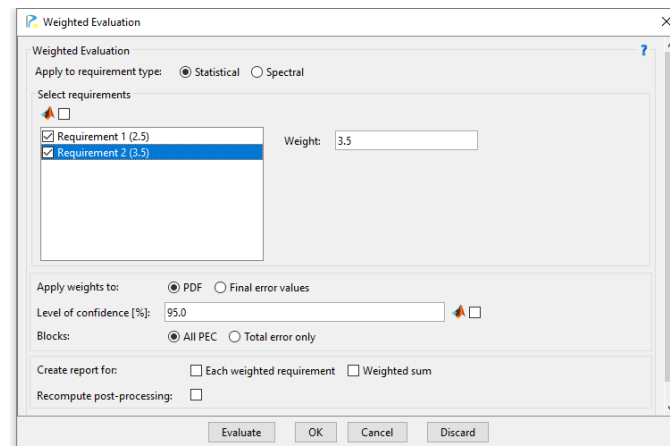 Weighted Evaluation
Weighted Evaluation ?
Apply to requirement type: Statistical Spectral
Select requirements
Requirement 1 (2.5)
Requirement 2 (3.5)
Weight: 3.5
Apply weights to: PDF Final error values
Level of confidence [%]: 95.0
Blocks: All PEC Total error only
Create report for: Each weighted requirement Weighted sum
Recompute post-processing:
Evaluate OK Cancel Discard